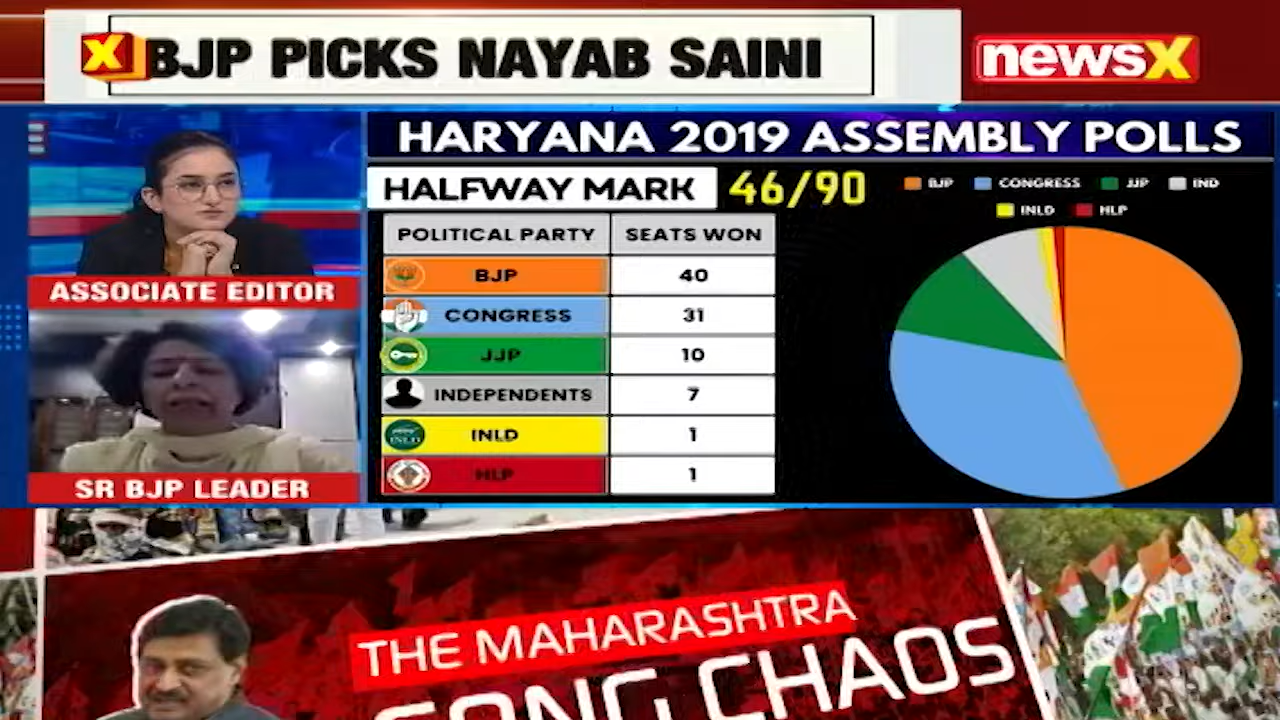 X
BJP PICKS NAYAB SAINI
newsX
HARYANA 2019 ASSEMBLY POLLS
HALFWAY MARK 46/90
BJP CONGRESS JJP IND
INLD HLP
POLITICAL PARTY SEATS WON
BJP 40
CONGRESS 31
JJP 10
INDEPENDENTS 7
INLD 1
HLP 1
ASSOCIATE EDITOR
SR BJP LEADER
THE MAHARASHTRA
CONG CHAOS